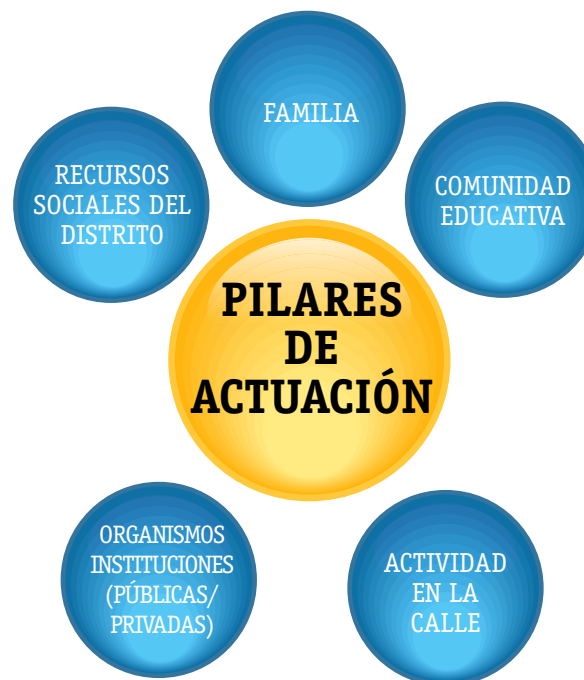 FAMILIA
RECURSOS
SOCIALES DEL
DISTRITO
COMUNIDAD
EDUCATIVA
PILARES
DE
ACTUACIÓN
ORGANISMOS
INSTITUCIONES
(PÚBLICAS/
PRIVADAS)
ACTIVIDAD
EN LA
CALLE